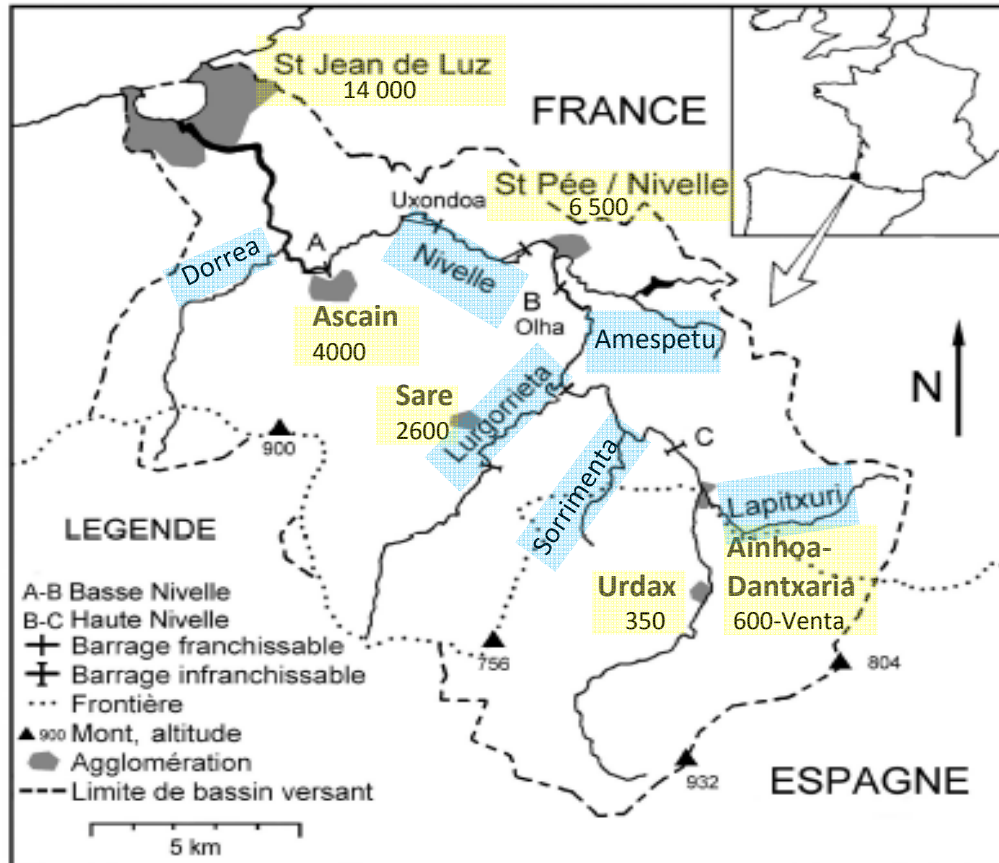 St Jean de Luz
14 000
FRANCE
St Pée / Nivelle
6 500
Uxondoa
A
Nivelle
Dorrea
B
Olha
Ascain
4000
Amespetu
N
Sare
2600
Lurgorrieta
900
C
Sorrimenta
Lapitxuri
Ainhoa-
Dantxaria
600-Venta
Urdax
350
756
804
932
ESPAGNE
LEGENDE
A-B Basse Nivelle
B-C Haute Nivelle
Barrage franchissable
Barrage infranchissable
Frontière
900 Mont, altitude
Agglomération
Limite de bassin versant
5 km